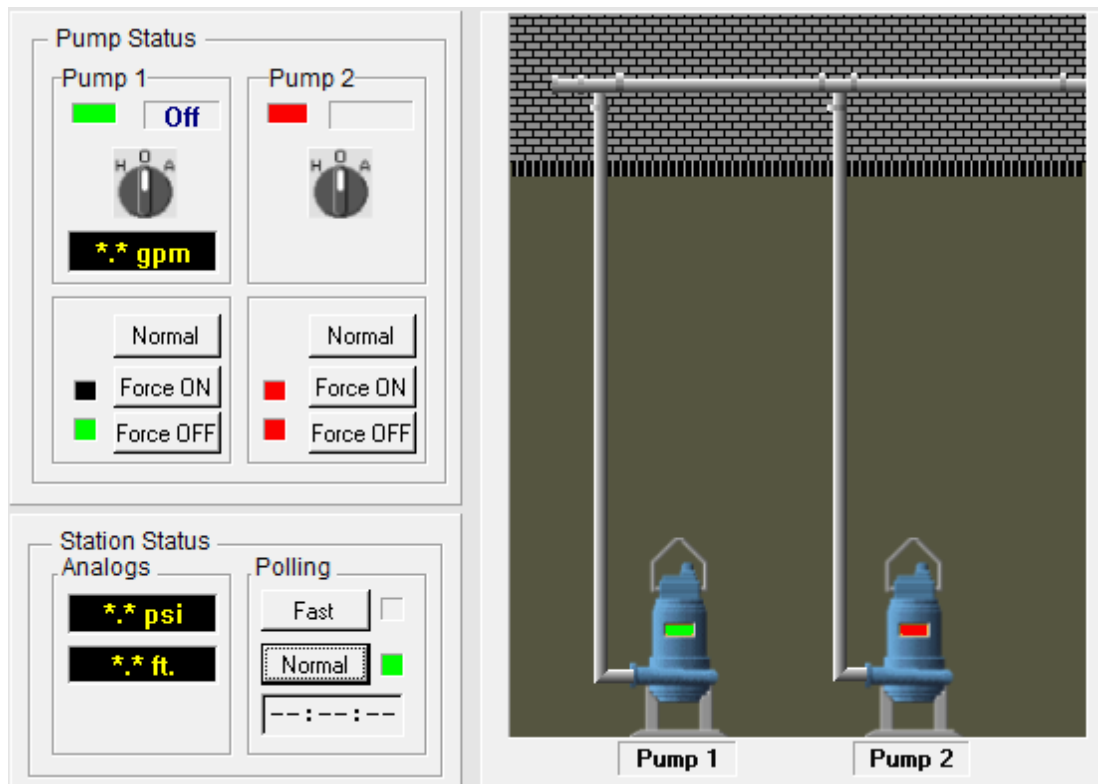 Pump Status
Pump 1
Off
H O A
*.* gpm
Normal
Force ON
Force OFF
Pump 2
H O A
Normal
Force ON
Force OFF
Station Status
Analogs
*.* psi
*.* ft.
Polling
Fast
Normal
--:--:--
Pump 1
Pump 2